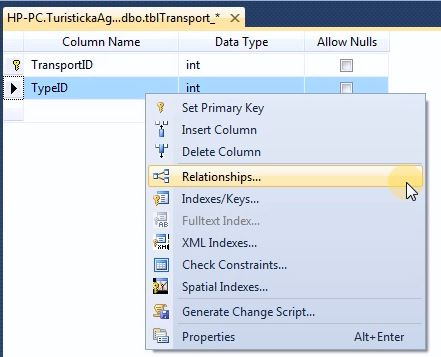 HP-PC.TuristickaAg...dbo.tblTransport_*
Column Name Data Type Allow Nulls
TransportID int
TypeID int
Set Primary Key
Insert Column
Delete Column
Relationships...
Indexes/Keys...
Fulltext Index...
XML Indexes...
Check Constraints...
Spatial Indexes...
Generate Change Script...
Properties Alt+Enter